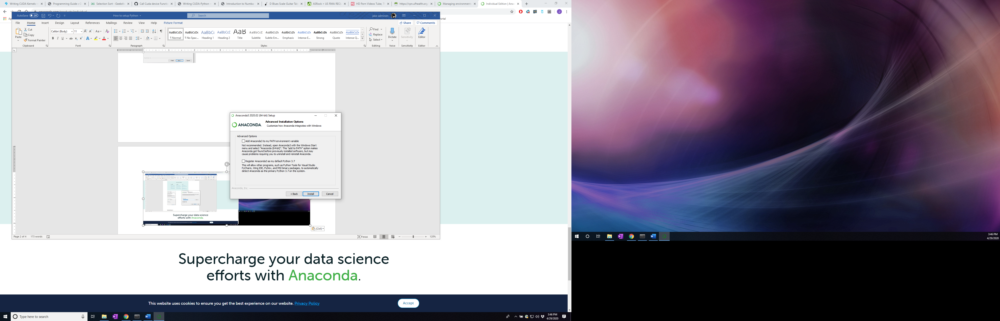 Writing CUDA Kernels —
Programming Guide :: C
Selection Sort - Geeksfo
Call Cuda device Functio
Writing CUDA-Python —
Introduction to Numba:
D Blues Scale Guitar Tab
ASRock > US RMA REQU
HD Porn Videos Tube, Th
https://vpn.ufhealth.org
Managing environments
Individual Edition | Anac
AutoSave Off
How to setup Python
Search
jake salminen
File Home Insert Design Layout References Mailings Review View Help Picture Format
Share Comments
Paste
Cut
Copy
Format Painter
Calibri (Body) 11
AaBbCcDc AaBbCcDc AaBbCc AaBbCcD AaB AaBbCcD AaBbCcDc AaBbCcDc AaBbCcDc AaBbCcDc AaBbCcDc AaBbCcDc
¶ Normal ¶ No Spac... Heading 1 Heading 2 Title Subtitle Subtle Em... Emphasis Intense E... Strong Quote Intense Q...
Find
Replace
Select
Dictate
Sensitivity
Editor
Clipboard Font Paragraph Styles Editing Voice Sensitivity Editor
< Back Next > Cancel
Anaconda3 2020.02 (64-bit) Setup
ANACONDA.
Advanced Installation Options
Customize how Anaconda integrates with Windows
Advanced Options
Add Anaconda3 to my PATH environment variable
Not recommended. Instead, open Anaconda3 with the Windows Start
menu and select "Anaconda (64-bit)". This "add to PATH" option makes
Anaconda get found before previously installed software, but may
cause problems requiring you to uninstall and reinstall Anaconda.
Register Anaconda3 as my default Python 3.7
This will allow other programs, such as Python Tools for Visual Studio
PyCharm, Wing IDE, PyDev, and MSI binary packages, to automatically
detect Anaconda as the primary Python 3.7 on the system.
Anaconda, Inc.
< Back Install Cancel
Supercharge your data science
efforts with Anaconda.
(Ctrl)
Page 2 of 4 173 words
Focus
120%
Supercharge your data science
efforts with Anaconda.
This website uses cookies to ensure you get the best experience on our website. Privacy Policy
Accept
Type here to search
3:46 PM
4/29/2020
3:46 PM
4/29/2020